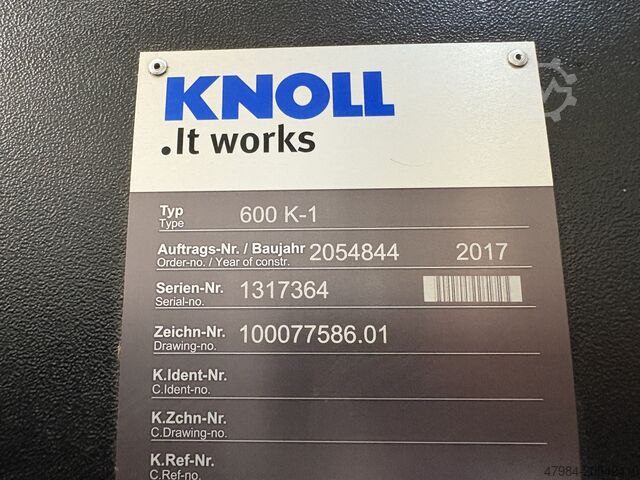 KNOLL
.It works
Typ
Type
600 K-1
Auftrags-Nr. / Baujahr
Order-no. / Year of constr.
2054844 2017
Serien-Nr.
Serial-no.
1317364
Zeichn-Nr.
Drawing-no.
100077586.01
K.Ident-Nr.
C.Ident-no.
K.Zchn-Nr.
C.Drawing-no.
K.Ref-Nr.
C.Ref-no.